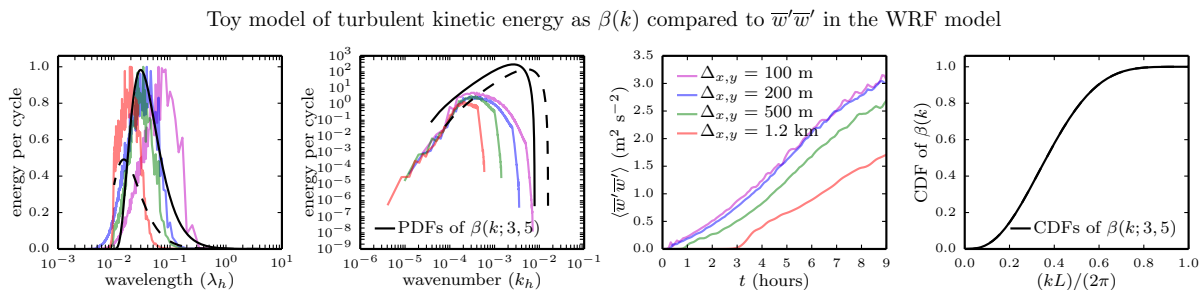 Toy model of turbulent kinetic energy as β(k) compared to w̅′w̅′ in the WRF model
energy per cycle
1.0
0.8
0.6
0.4
0.2
0.0
10⁻³ 10⁻² 10⁻¹ 10⁰ 10¹
wavelength (λₕ)
energy per cycle
10³
10²
10¹
10⁰
10⁻¹
10⁻²
10⁻³
10⁻⁴
10⁻⁵
10⁻⁶
10⁻⁷
10⁻⁸
10⁻⁹
PDFs of β(k; 3, 5)
10⁻⁶ 10⁻⁵ 10⁻⁴ 10⁻³ 10⁻² 10⁻¹
wavenumber (kₕ)
⟨w̅′w̅′⟩ (m² s⁻²)
3.5
3.0
2.5
2.0
1.5
1.0
0.5
0.0
Δx,y = 100 m
Δx,y = 200 m
Δx,y = 500 m
Δx,y = 1.2 km
0 1 2 3 4 5 6 7 8 9
t (hours)
CDF of β(k)
1.0
0.8
0.6
0.4
0.2
0.0
CDFs of β(k; 3, 5)
0.0 0.2 0.4 0.6 0.8 1.0
(kL)/(2π)